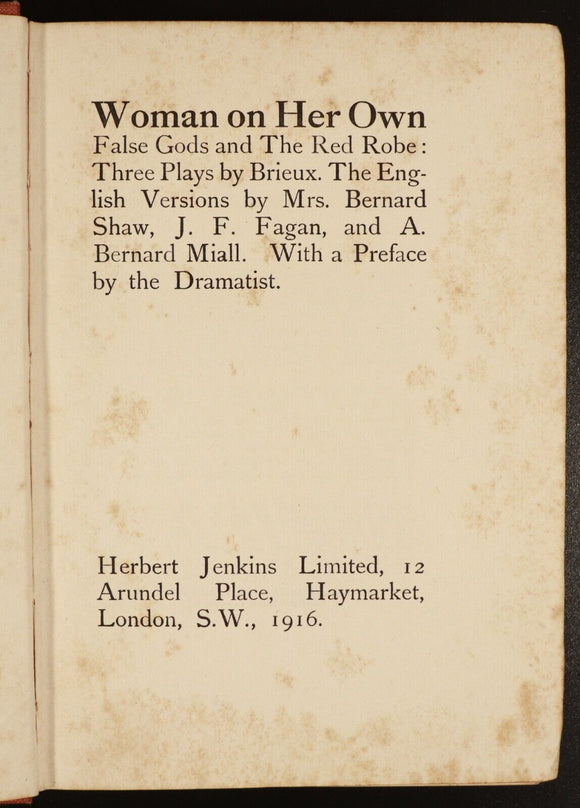 Woman on Her Own
False Gods and The Red Robe:
Three Plays by Brieux. The Eng-
lish Versions by Mrs. Bernard
Shaw, J. F. Fagan, and A.
Bernard Miall. With a Preface
by the Dramatist.
Herbert Jenkins Limited, 12
Arundel Place, Haymarket,
London, S.W., 1916.